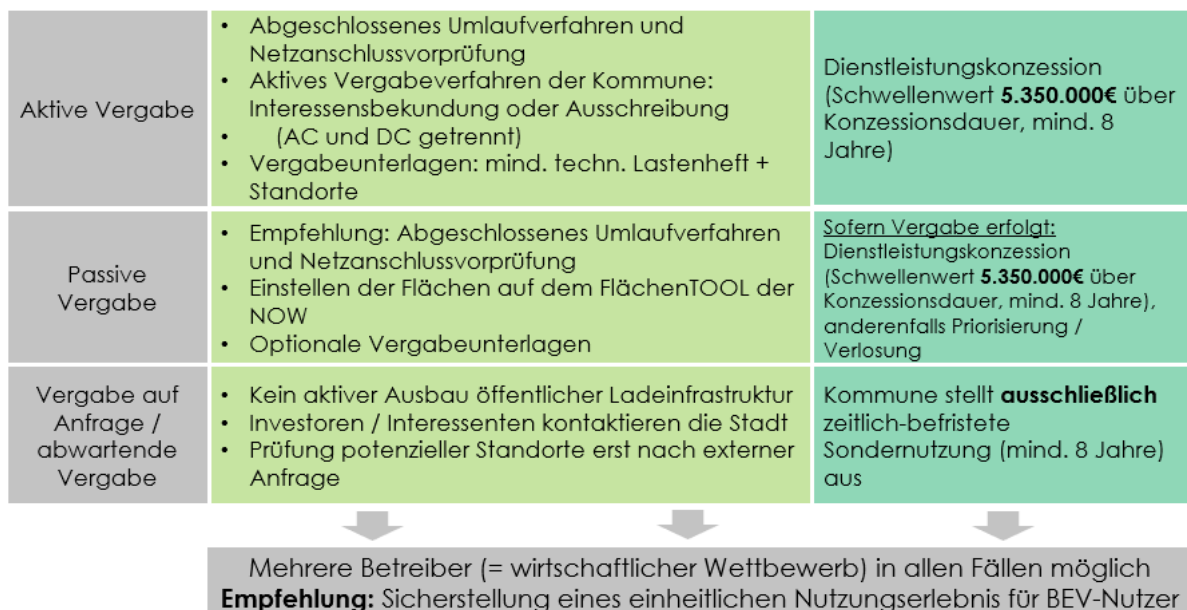 Aktive Vergabe
• Abgeschlossenes Umlaufverfahren und
Netzanschlussvorprüfung
• Aktives Vergabeverfahren der Kommune:
Interessensbekundung oder Ausschreibung
• (AC und DC getrennt)
• Vergabeunterlagen: mind. techn. Lastenheft +
Standorte
Dienstleistungskonzession
(Schwellenwert 5.350.000€ über
Konzessionsdauer, mind. 8
Jahre)
Passive
Vergabe
• Empfehlung: Abgeschlossenes Umlaufverfahren
und Netzanschlussvorprüfung
• Einstellen der Flächen auf dem FlächenTOOL der
NOW
• Optionale Vergabeunterlagen
Sofern Vergabe erfolgt:
Dienstleistungskonzession
(Schwellenwert 5.350.000€ über
Konzessionsdauer, mind. 8 Jahre),
anderenfalls Priorisierung /
Verlosung
Vergabe auf
Anfrage /
abwartende
Vergabe
• Kein aktiver Ausbau öffentlicher Ladeinfrastruktur
• Investoren / Interessenten kontaktieren die Stadt
• Prüfung potenzieller Standorte erst nach externer
Anfrage
Kommune stellt ausschließlich
zeitlich-befristete
Sondernutzung (mind. 8 Jahre)
aus
Mehrere Betreiber (= wirtschaftlicher Wettbewerb) in allen Fällen möglich
Empfehlung: Sicherstellung eines einheitlichen Nutzungserlebnis für BEV-Nutzer